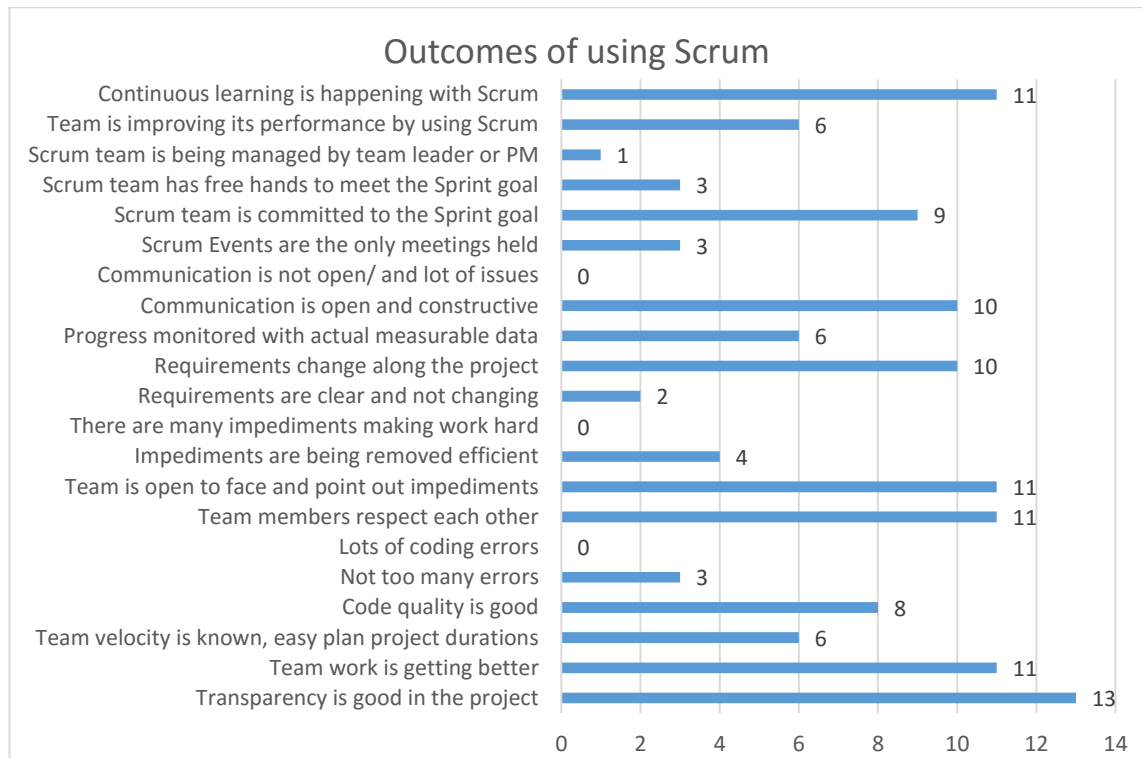 Outcomes of using Scrum
Continuous learning is happening with Scrum 11
Team is improving its performance by using Scrum 6
Scrum team is being managed by team leader or PM 1
Scrum team has free hands to meet the Sprint goal 3
Scrum team is committed to the Sprint goal 9
Scrum Events are the only meetings held 3
Communication is not open/ and lot of issues 0
Communication is open and constructive 10
Progress monitored with actual measurable data 6
Requirements change along the project 10
Requirements are clear and not changing 2
There are many impediments making work hard 0
Impediments are being removed efficient 4
Team is open to face and point out impediments 11
Team members respect each other 11
Lots of coding errors 0
Not too many errors 3
Code quality is good 8
Team velocity is known, easy plan project durations 6
Team work is getting better 11
Transparency is good in the project 13
0 2 4 6 8 10 12 14